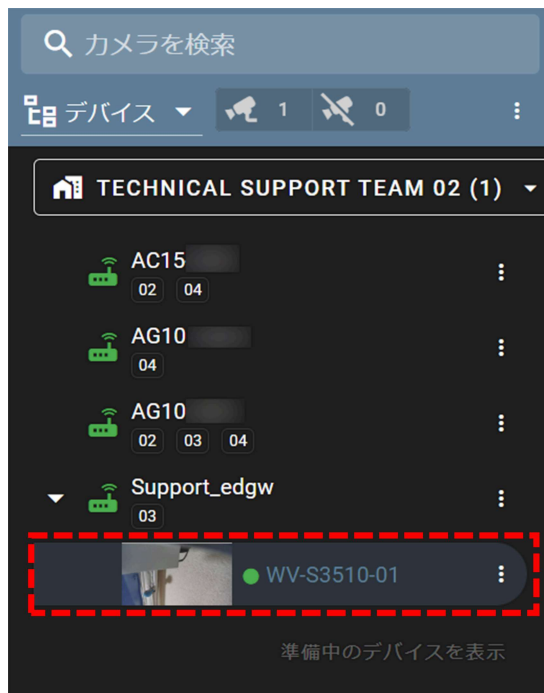 カメラを検索
デバイス 1 0
TECHNICAL SUPPORT TEAM 02 (1)
AC15
02 04
AG10
04
AG10
02 03 04
Support_edgw
03
WV-S3510-01
準備中のデバイスを表示